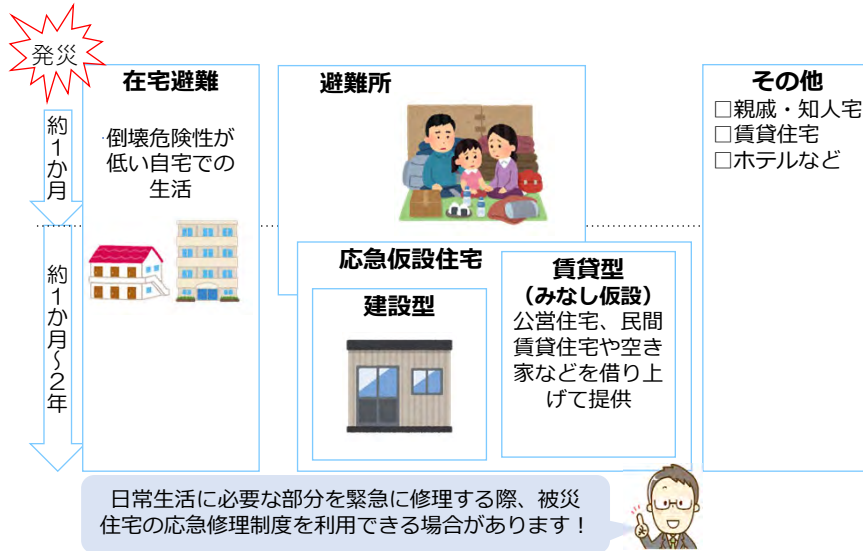 発災
約1か月
約1か月～2年
在宅避難
倒壊危険性が
低い自宅での
生活
避難所
応急仮設住宅
建設型
賃貸型
（みなし仮設）
公営住宅、民間
賃貸住宅や空き
家などを借り上
げて提供
その他
□親戚・知人宅
□賃貸住宅
□ホテルなど
日常生活に必要な部分を緊急に修理する際、被災
住宅の応急修理制度を利用できる場合があります！